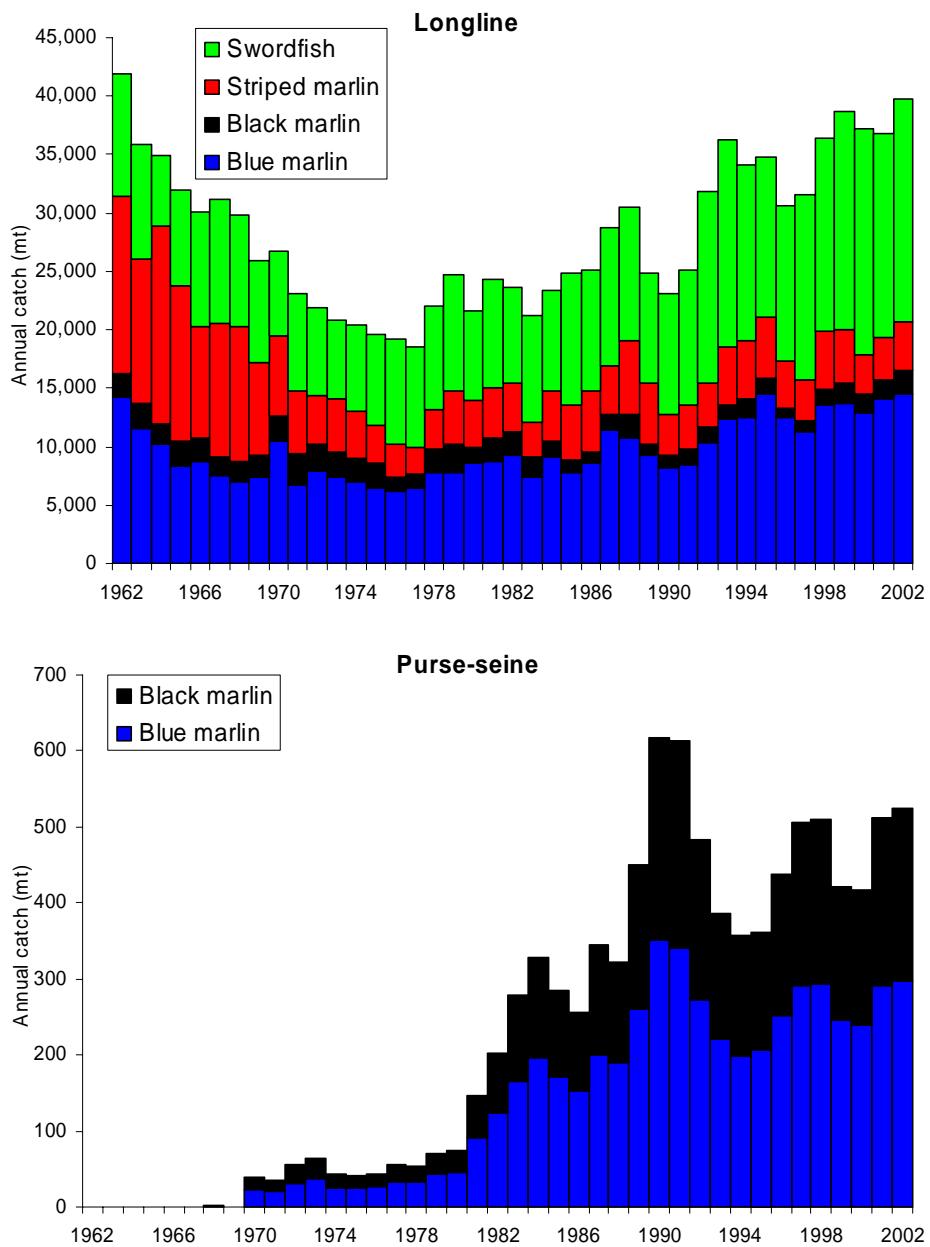 Longline
45,000
40,000
35,000
30,000
25,000
20,000
15,000
10,000
5,000
0
Annual catch (mt)
Swordfish
Striped marlin
Black marlin
Blue marlin
1962 1966 1970 1974 1978 1982 1986 1990 1994 1998 2002
Purse-seine
700
600
500
400
300
200
100
0
Annual catch (mt)
Black marlin
Blue marlin
1962 1966 1970 1974 1978 1982 1986 1990 1994 1998 2002